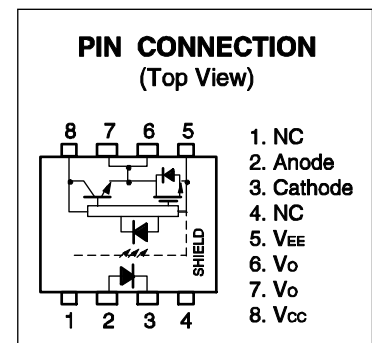 PIN CONNECTION
(Top View)
8 7 6 5
SHIELD
1 2 3 4
1. NC
2. Anode
3. Cathode
4. NC
5. VEE
6. Vo
7. Vo
8. Vcc